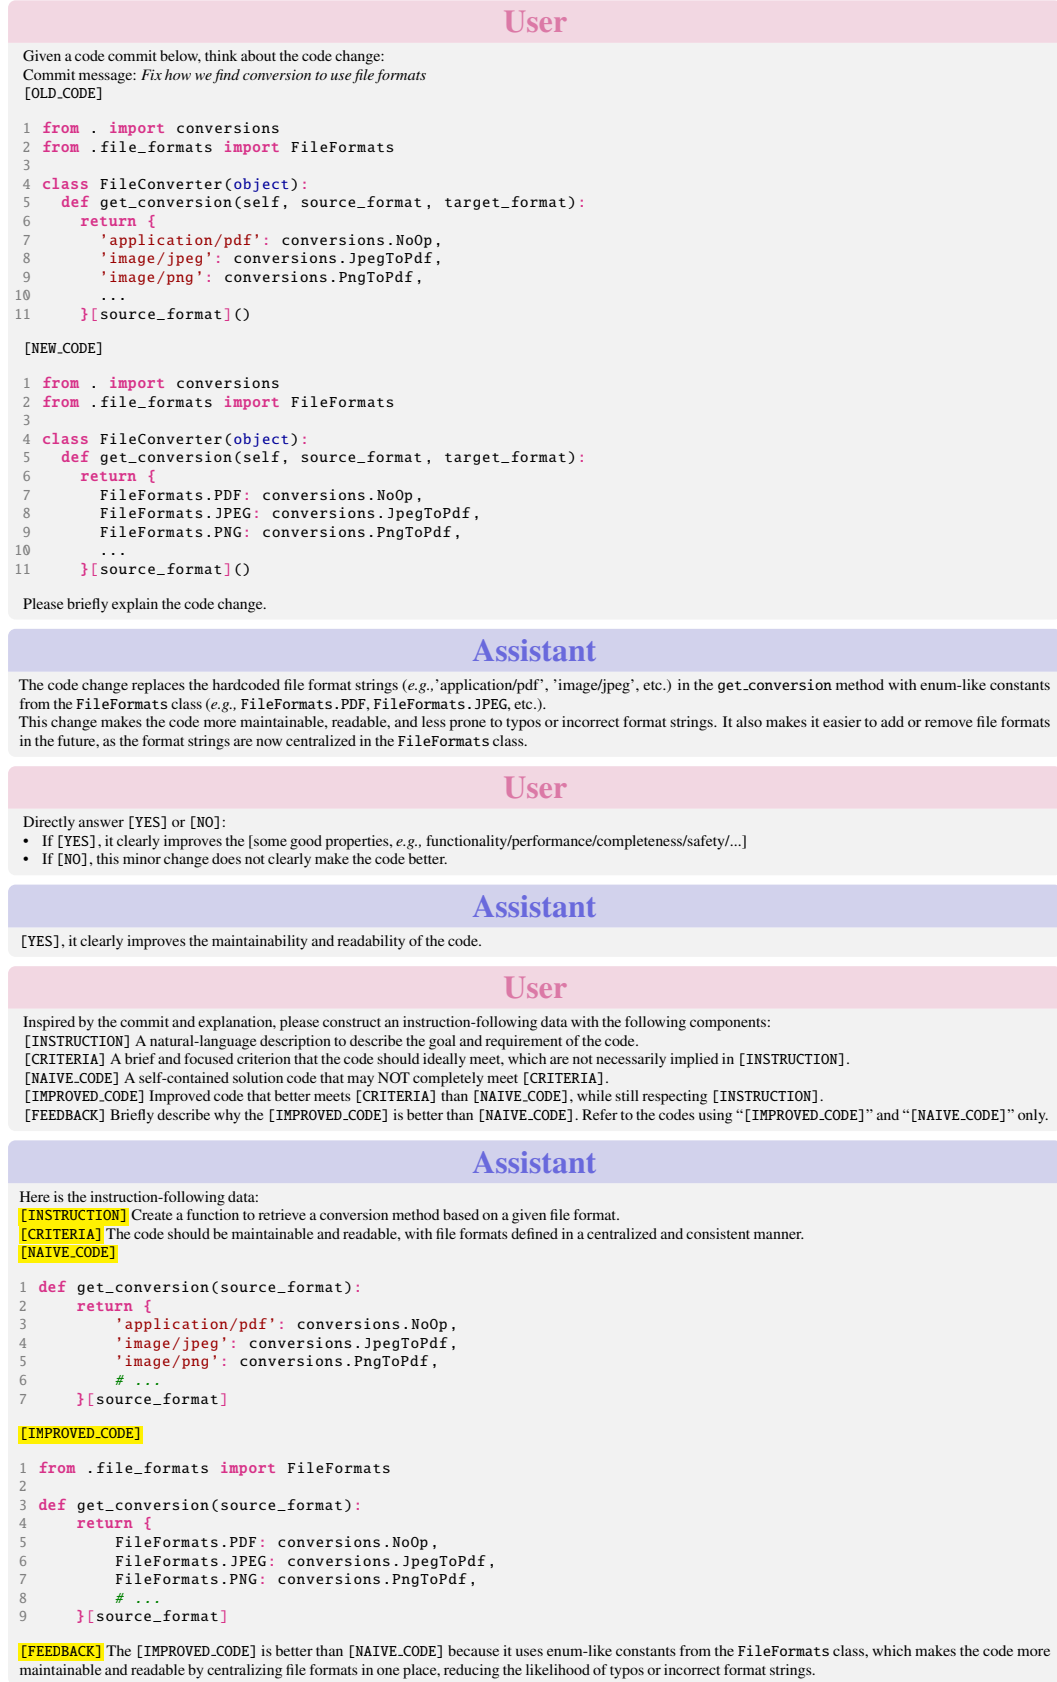 User
Given a code commit below, think about the code change:
Commit message: Fix how we find conversion to use file formats
[OLD_CODE]
1 from . import conversions
2 from .file_formats import FileFormats
3
4 class FileConverter(object):
5   def get_conversion(self, source_format, target_format):
6     return {
7       'application/pdf': conversions.NoOp,
8       'image/jpeg': conversions.JpegToPdf,
9       'image/png': conversions.PngToPdf,
10       ...
11     }[source_format]()
[NEW_CODE]
1 from . import conversions
2 from .file_formats import FileFormats
3
4 class FileConverter(object):
5   def get_conversion(self, source_format, target_format):
6     return {
7       FileFormats.PDF: conversions.NoOp,
8       FileFormats.JPEG: conversions.JpegToPdf,
9       FileFormats.PNG: conversions.PngToPdf,
10       ...
11     }[source_format]()
Please briefly explain the code change.
Assistant
The code change replaces the hardcoded file format strings (e.g.,'application/pdf', 'image/jpeg', etc.) in the get_conversion method with enum-like constants
from the FileFormats class (e.g., FileFormats.PDF, FileFormats.JPEG, etc.).
This change makes the code more maintainable, readable, and less prone to typos or incorrect format strings. It also makes it easier to add or remove file formats
in the future, as the format strings are now centralized in the FileFormats class.
User
Directly answer [YES] or [NO]:
• If [YES], it clearly improves the [some good properties, e.g., functionality/performance/completeness/safety/...]
• If [NO], this minor change does not clearly make the code better.
Assistant
[YES], it clearly improves the maintainability and readability of the code.
User
Inspired by the commit and explanation, please construct an instruction-following data with the following components:
[INSTRUCTION] A natural-language description to describe the goal and requirement of the code.
[CRITERIA] A brief and focused criterion that the code should ideally meet, which are not necessarily implied in [INSTRUCTION].
[NAIVE_CODE] A self-contained solution code that may NOT completely meet [CRITERIA].
[IMPROVED_CODE] Improved code that better meets [CRITERIA] than [NAIVE_CODE], while still respecting [INSTRUCTION].
[FEEDBACK] Briefly describe why the [IMPROVED_CODE] is better than [NAIVE_CODE]. Refer to the codes using “[IMPROVED_CODE]” and “[NAIVE_CODE]” only.
Assistant
Here is the instruction-following data:
[INSTRUCTION] Create a function to retrieve a conversion method based on a given file format.
[CRITERIA] The code should be maintainable and readable, with file formats defined in a centralized and consistent manner.
[NAIVE_CODE]
1 def get_conversion(source_format):
2     return {
3         'application/pdf': conversions.NoOp,
4         'image/jpeg': conversions.JpegToPdf,
5         'image/png': conversions.PngToPdf,
6         # ...
7     }[source_format]
[IMPROVED_CODE]
1 from .file_formats import FileFormats
2
3 def get_conversion(source_format):
4     return {
5         FileFormats.PDF: conversions.NoOp,
6         FileFormats.JPEG: conversions.JpegToPdf,
7         FileFormats.PNG: conversions.PngToPdf,
8         # ...
9     }[source_format]
[FEEDBACK] The [IMPROVED_CODE] is better than [NAIVE_CODE] because it uses enum-like constants from the FileFormats class, which makes the code more
maintainable and readable by centralizing file formats in one place, reducing the likelihood of typos or incorrect format strings.